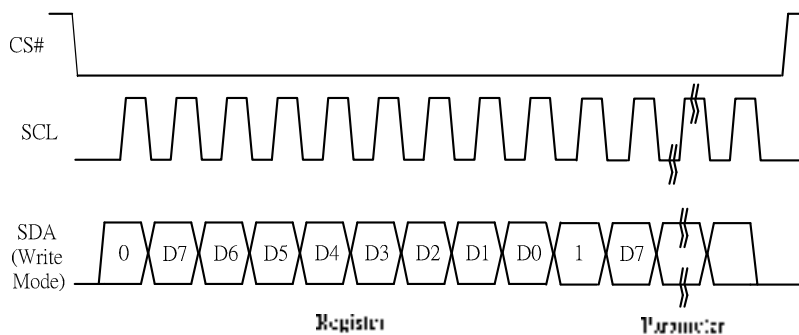 CS#
SCL
SDA
(Write
Mode)
0 D7 D6 D5 D4 D3 D2 D1 D0 1 D7
Register
Parameter